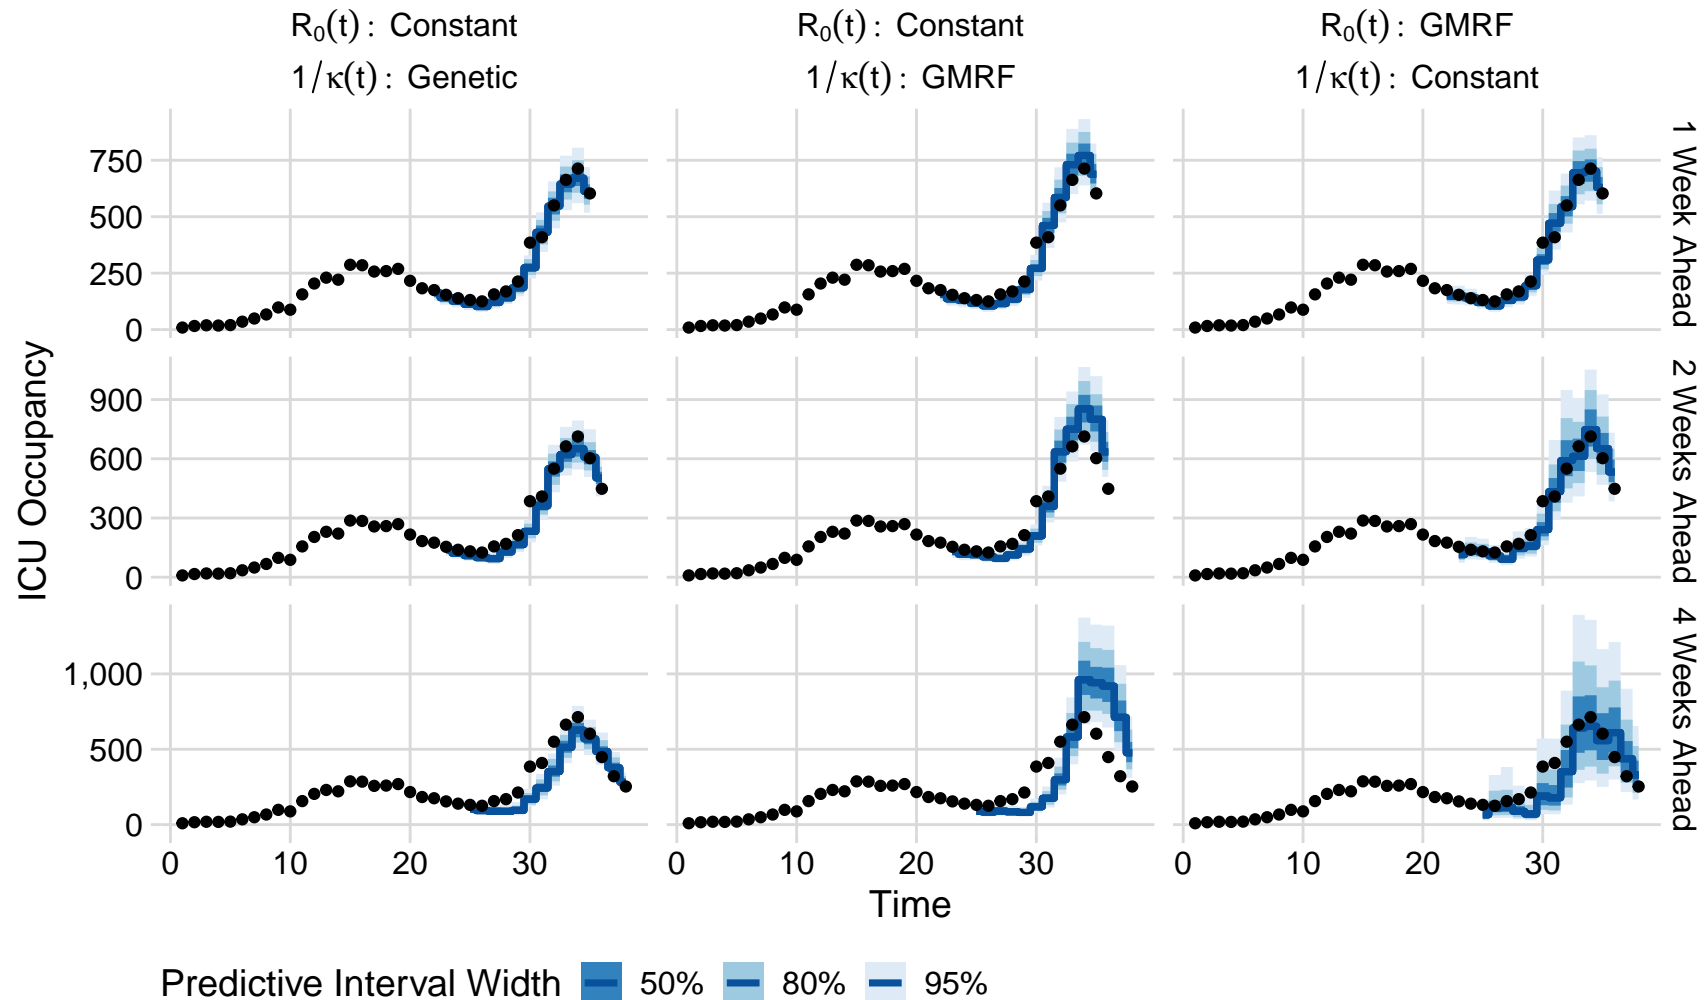 R₀(t): Constant
1/κ(t): Genetic
R₀(t): Constant
1/κ(t): GMRF
R₀(t): GMRF
1/κ(t): Constant
750
500
250
0
1 Week Ahead
900
600
300
0
2 Weeks Ahead
1,000
500
0
4 Weeks Ahead
ICU Occupancy
0 10 20 30
0 10 20 30
0 10 20 30
Time
Predictive Interval Width 50% 80% 95%